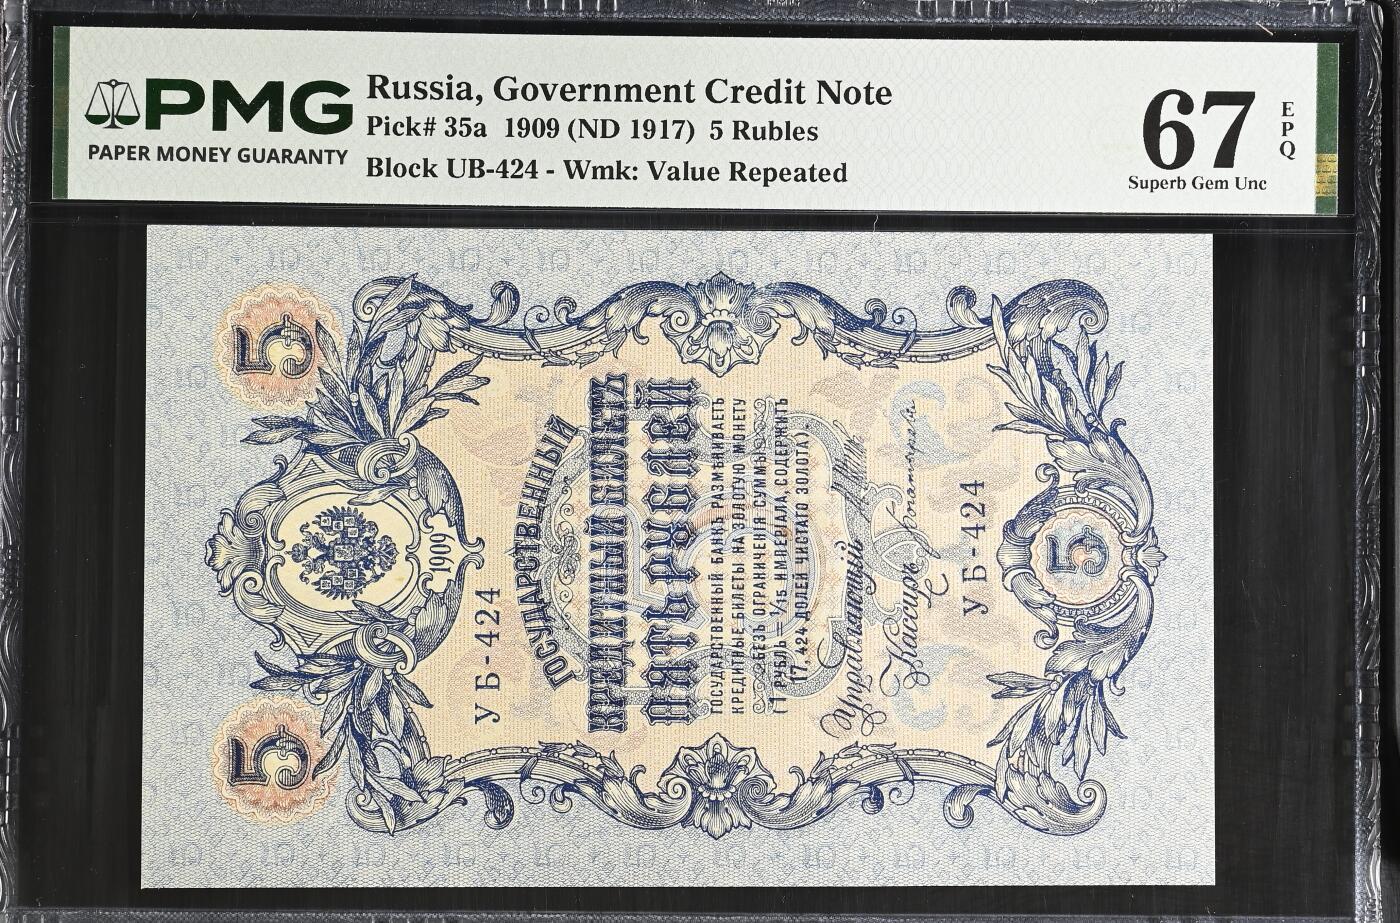 PMG
PAPER MONEY GUARANTY
Russia, Government Credit Note
Pick# 35a 1909 (ND 1917) 5 Rubles
Block UB-424 - Wmk: Value Repeated
67
EPQ
Superb Gem Unc
5
5
1909
УБ-424
ГОСУДАРСТВЕННЫЙ
КРЕДИТНЫЙ БИЛЕТЪ
ПЯТЬ РУБЛЕЙ
ГОСУДАРСТВЕННЫЙ БАНКЪ РАЗМѢНИВАЕТЪ
КРЕДИТНЫЕ БИЛЕТЫ НА ЗОЛОТУЮ МОНЕТУ
БЕЗЪ ОГРАНИЧЕНІЯ СУММЫ
(1 РУБЛЬ = 1/15 ИМПЕРІАЛА, СОДЕРЖИТЪ
17,424 ДОЛЕЙ ЧИСТАГО ЗОЛОТА).
Управляющій
Кассиръ
УБ-424
5